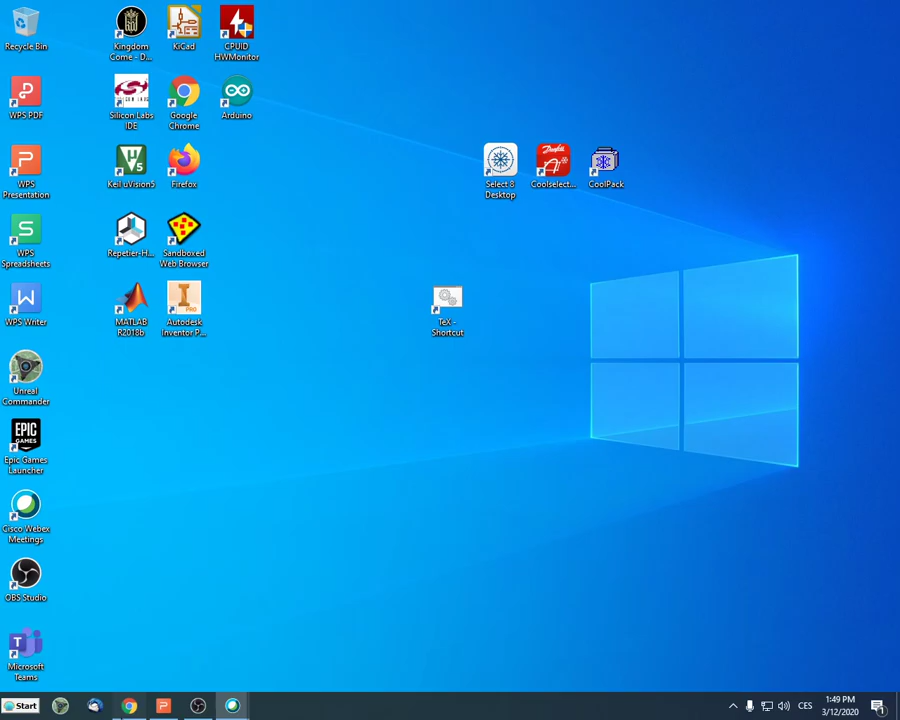 Recycle Bin
WPS PDF
WPS
Presentation
S
WPS
Spreadsheets
W
WPS Writer
Unreal
Commander
EPIC
GAMES
Epic Games
Launcher
Cisco Webex
Meetings
OBS Studio
T
Microsoft
Teams
Kingdom
Come - D...
Silicon Labs
IDE
Keil uVision5
Repetier-H...
MATLAB
R2018b
KiCad
Google
Chrome
Firefox
Sandboxed
Web Browser
I
PRO
Autodesk
Inventor P...
CPUID
HWMonitor
Arduino
TeX -
Shortcut
Select 8
Desktop
Danfoss
Coolselect...
CoolPack
Start
CES
1:49 PM
3/12/2020
1